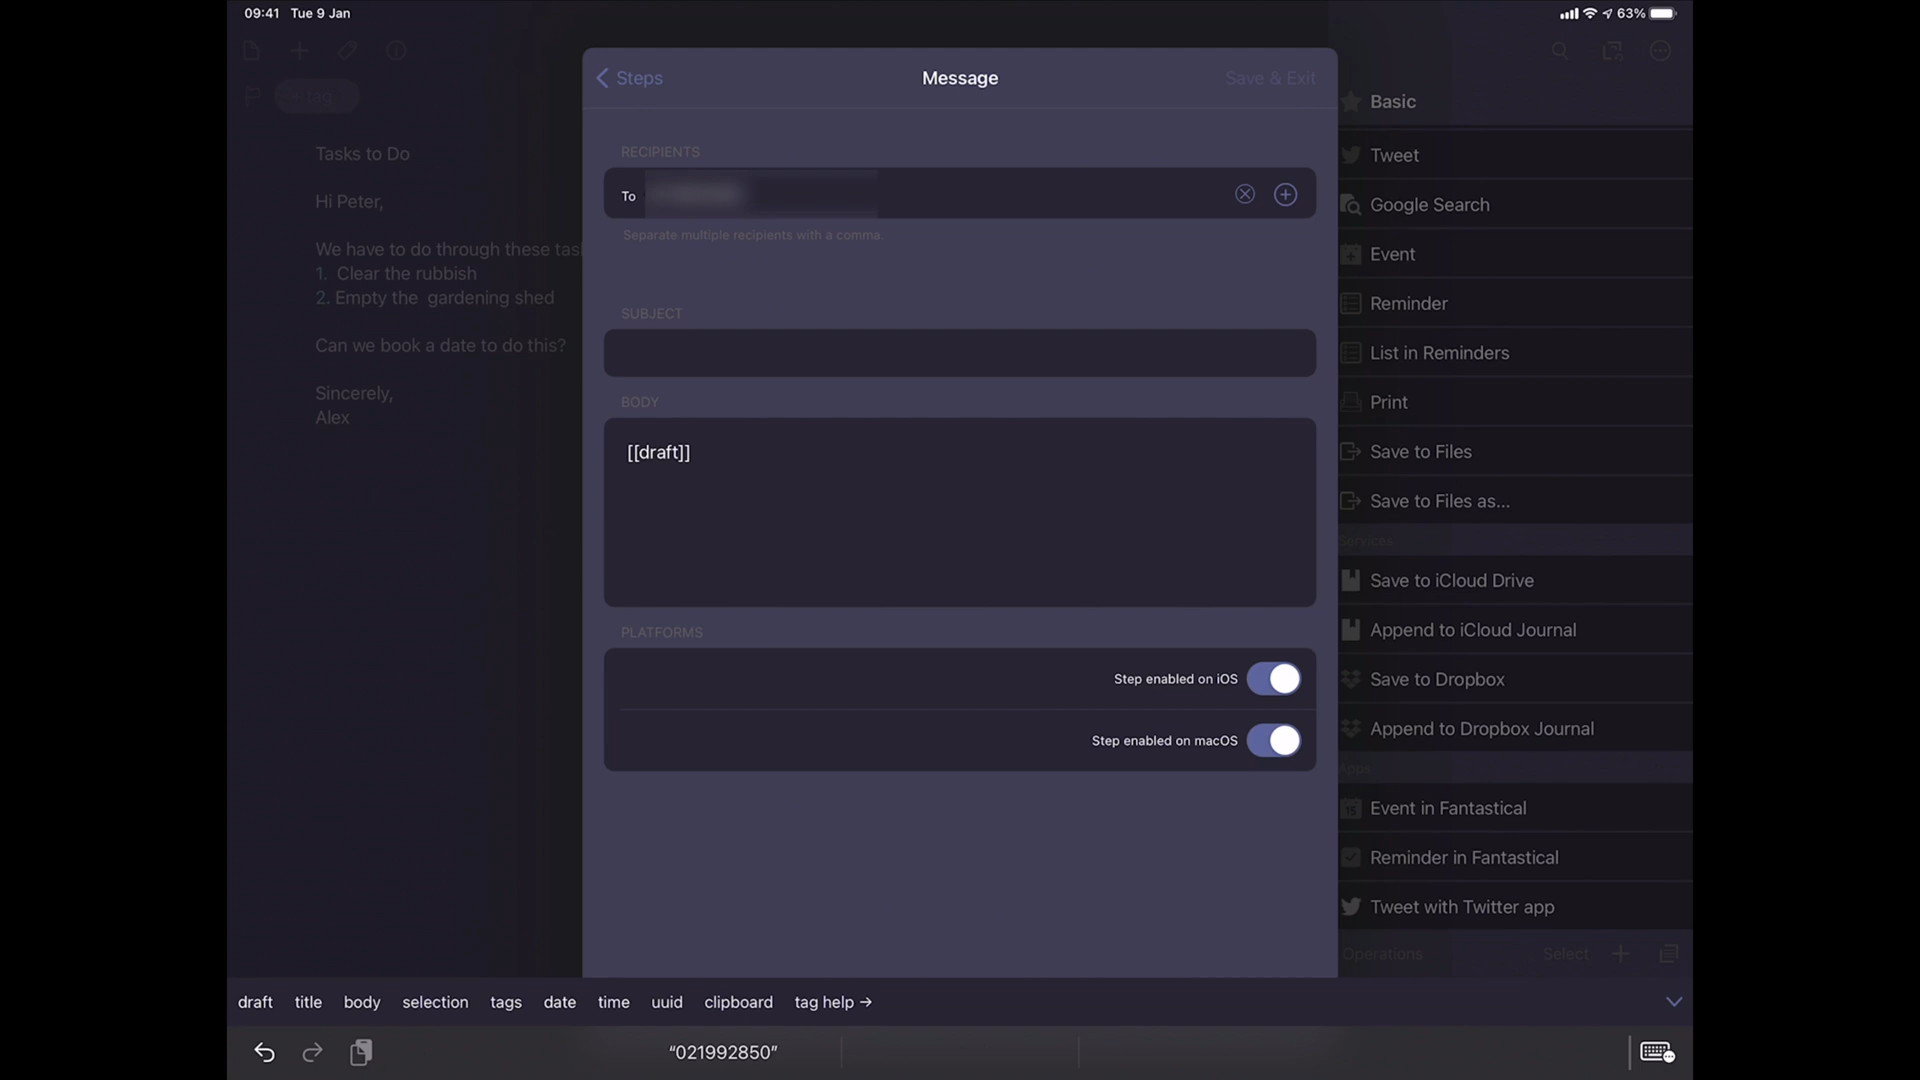 09:41 Tue 9 Jan
63%
Steps
Message
Save & Exit
RECIPIENTS
To
Separate multiple recipients with a comma.
SUBJECT
BODY
[[draft]]
PLATFORMS
Step enabled on iOS
Step enabled on macOS
Tasks to Do
Hi Peter,
We have to do through these tas
1. Clear the rubbish
2. Empty the gardening shed
Can we book a date to do this?
Sincerely,
Alex
Basic
Tweet
Google Search
Event
Reminder
List in Reminders
Print
Save to Files
Save to Files as...
Services
Save to iCloud Drive
Append to iCloud Journal
Save to Dropbox
Append to Dropbox Journal
Apps
15
Event in Fantastical
Reminder in Fantastical
Tweet with Twitter app
Operations Select
draft title body selection tags date time uuid clipboard tag help →
“021992850”